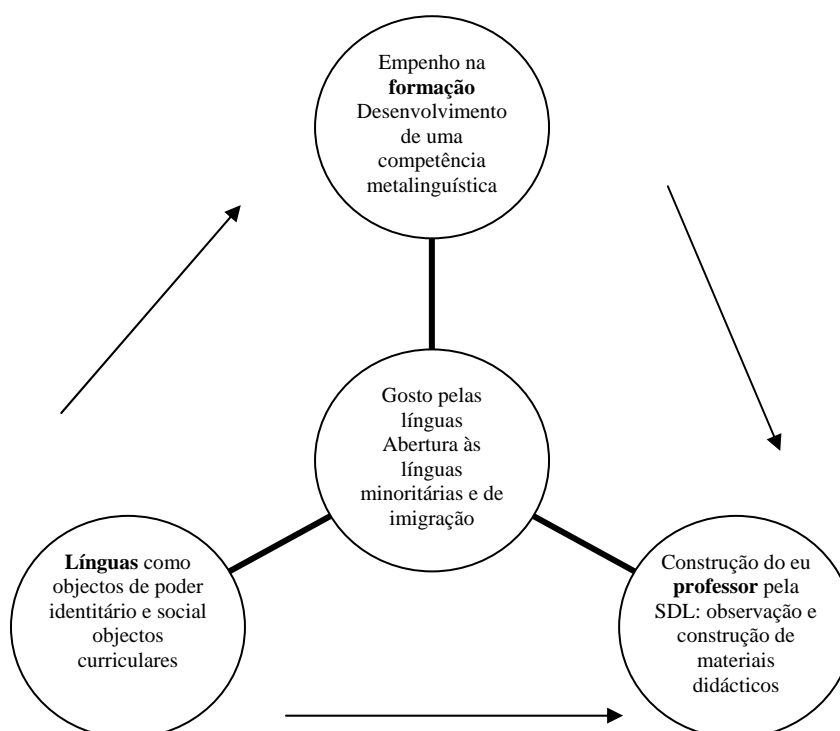 Empenho na
formação
Desenvolvimento
de uma
competência
metalinguística
Gosto pelas
línguas
Abertura às
línguas
minoritárias e de
imigração
Línguas como
objectos de poder
identitário e social
objectos
curriculares
Construção do eu
professor pela
SDL: observação e
construção de
materiais
didácticos